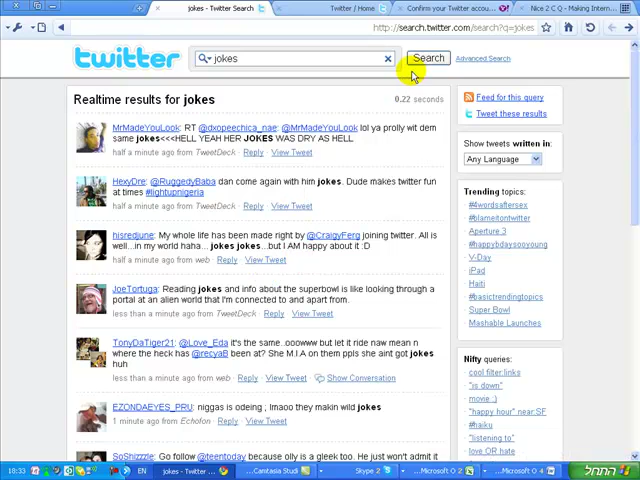 jokes - Twitter Search
Twitter / Home
Confirm your Twitter accou...
Nice 2 C - Making Intern...
http://search.twitter.com/search?q=jokes
twitter
jokes
Search
Advanced Search
Realtime results for jokes
0.22 seconds
MrMadeYouLook: RT @dxopeechica_nae: @MrMadeYouLook lol ya prolly wit dem
same jokes<<<HELL YEAH HER JOKES WAS DRY AS HELL
half a minute ago from TweetDeck · Reply · View Tweet
HexyDre: @RuggedyBaba dan come again with him jokes. Dude makes twitter fun
at times #lightupnigeria
half a minute ago from TweetDeck · Reply · View Tweet
hisredjune: My whole life has been made right by @CraigyFerg joining twitter. All is
well...in my world haha... jokes jokes...but I AM happy about it :D
half a minute ago from web · Reply · View Tweet
JoeTortuga: Reading jokes and info about the superbowl is like looking through a
portal at an alien world that I'm connected to and apart from.
less than a minute ago from TweetDeck · Reply · View Tweet
TonyDaTiger21: @Love_Eda it's the same..ooowww but let it ride naw mean n
where the heck has @recyaB been at? She M.I.A on them ppls she aint got jokes
huh
less than a minute ago from web · Reply · View Tweet · Show Conversation
EZONDAEYES_PRU: niggas is odeing ; lmaoo they makin wild jokes
1 minute ago from Echofon · Reply · View Tweet
SoShizzzle: @teentoday because olly is a gleek too. He just won't admit it
Feed for this query
Tweet these results
Show tweets written in:
Any Language
Trending topics:
· #4wordsaftersex
· #blameitontwitter
· Aperture 3
· #happybdaysooyoung
· V-Day
· iPad
· Haiti
· #basictrendingtopics
· Super Bowl
· Mashable Launches
Nifty queries:
· cool filter:links
· "is down"
· movie :)
· "happy hour" near:SF
· #haiku
· "listening to"
· love OR hate
18:33
EN
jokes - Twitter ...
Camtasia Studi...
Skype 2
Microsoft O 2
Microsoft O 4
התחל